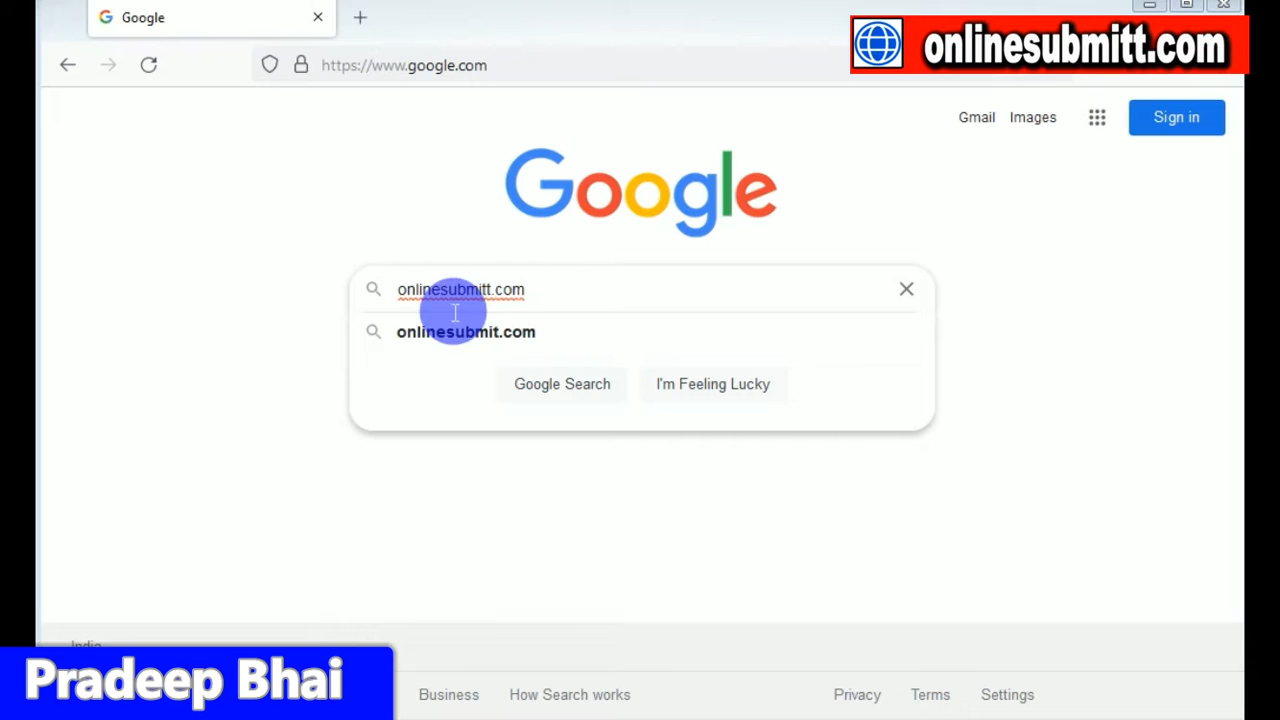 Google
onlinesubmitt.com
https://www.google.com
Gmail Images Sign in
Google
onlinesubmitt.com
onlinesubmit.com
Google Search I'm Feeling Lucky
India
Pradeep Bhai
Business How Search works Privacy Terms Settings